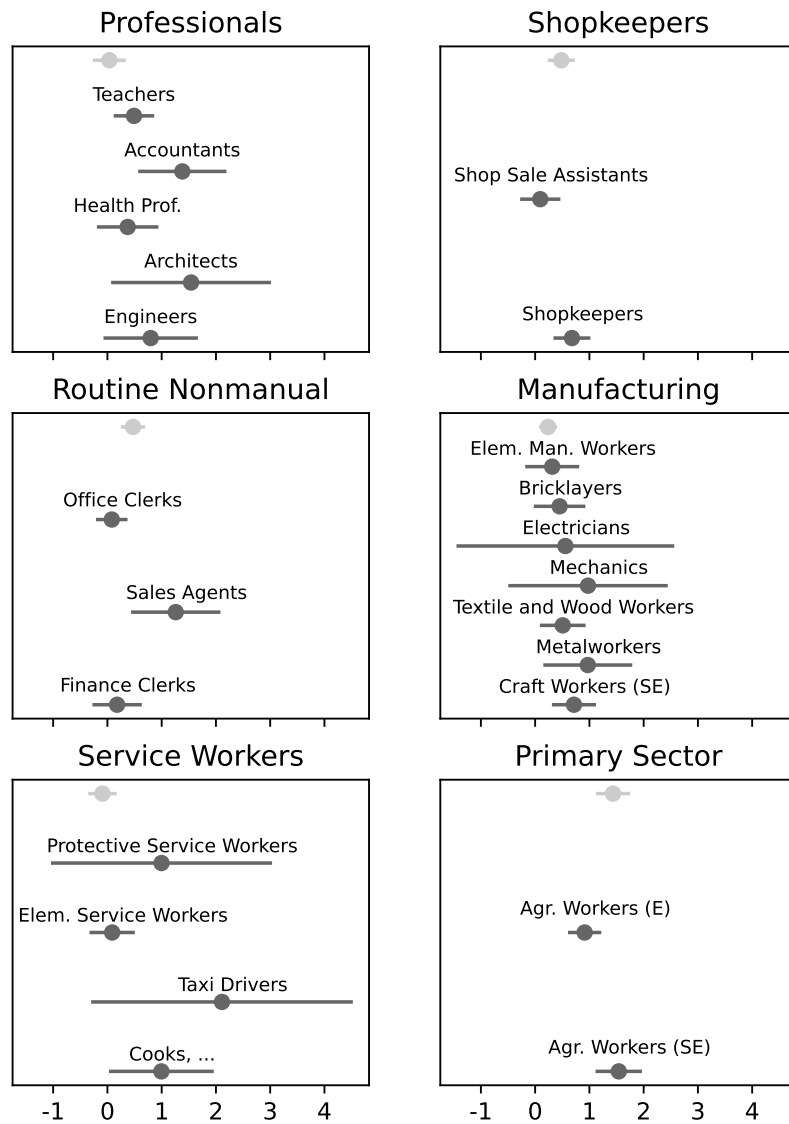 Professionals
Teachers
Accountants
Health Prof.
Architects
Engineers
Shopkeepers
Shop Sale Assistants
Shopkeepers
Routine Nonmanual
Office Clerks
Sales Agents
Finance Clerks
Manufacturing
Elem. Man. Workers
Bricklayers
Electricians
Mechanics
Textile and Wood Workers
Metalworkers
Craft Workers (SE)
Service Workers
Protective Service Workers
Elem. Service Workers
Taxi Drivers
Cooks, ...
-1 0 1 2 3 4
Primary Sector
Agr. Workers (E)
Agr. Workers (SE)
-1 0 1 2 3 4